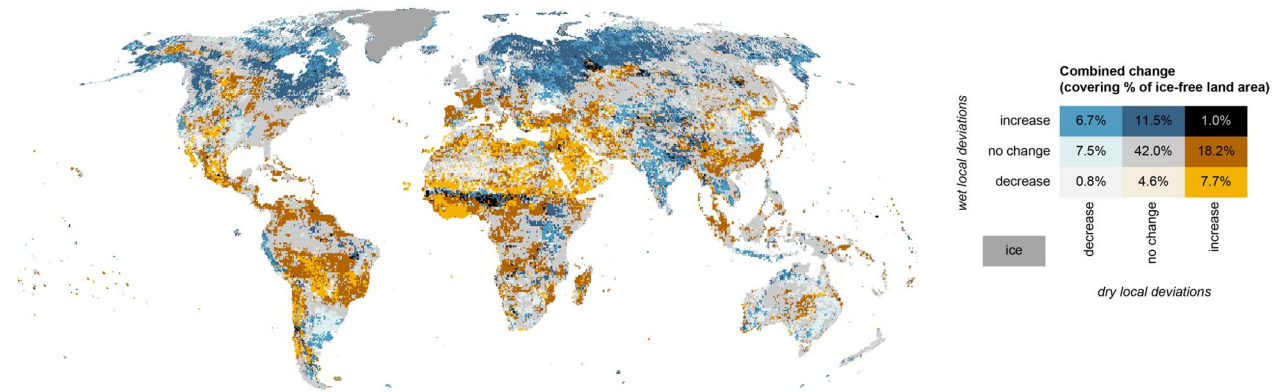 Combined change
(covering % of ice-free land area)
wet local deviations
increase 6.7% 11.5% 1.0%
no change 7.5% 42.0% 18.2%
decrease 0.8% 4.6% 7.7%
decrease no change increase
ice
dry local deviations